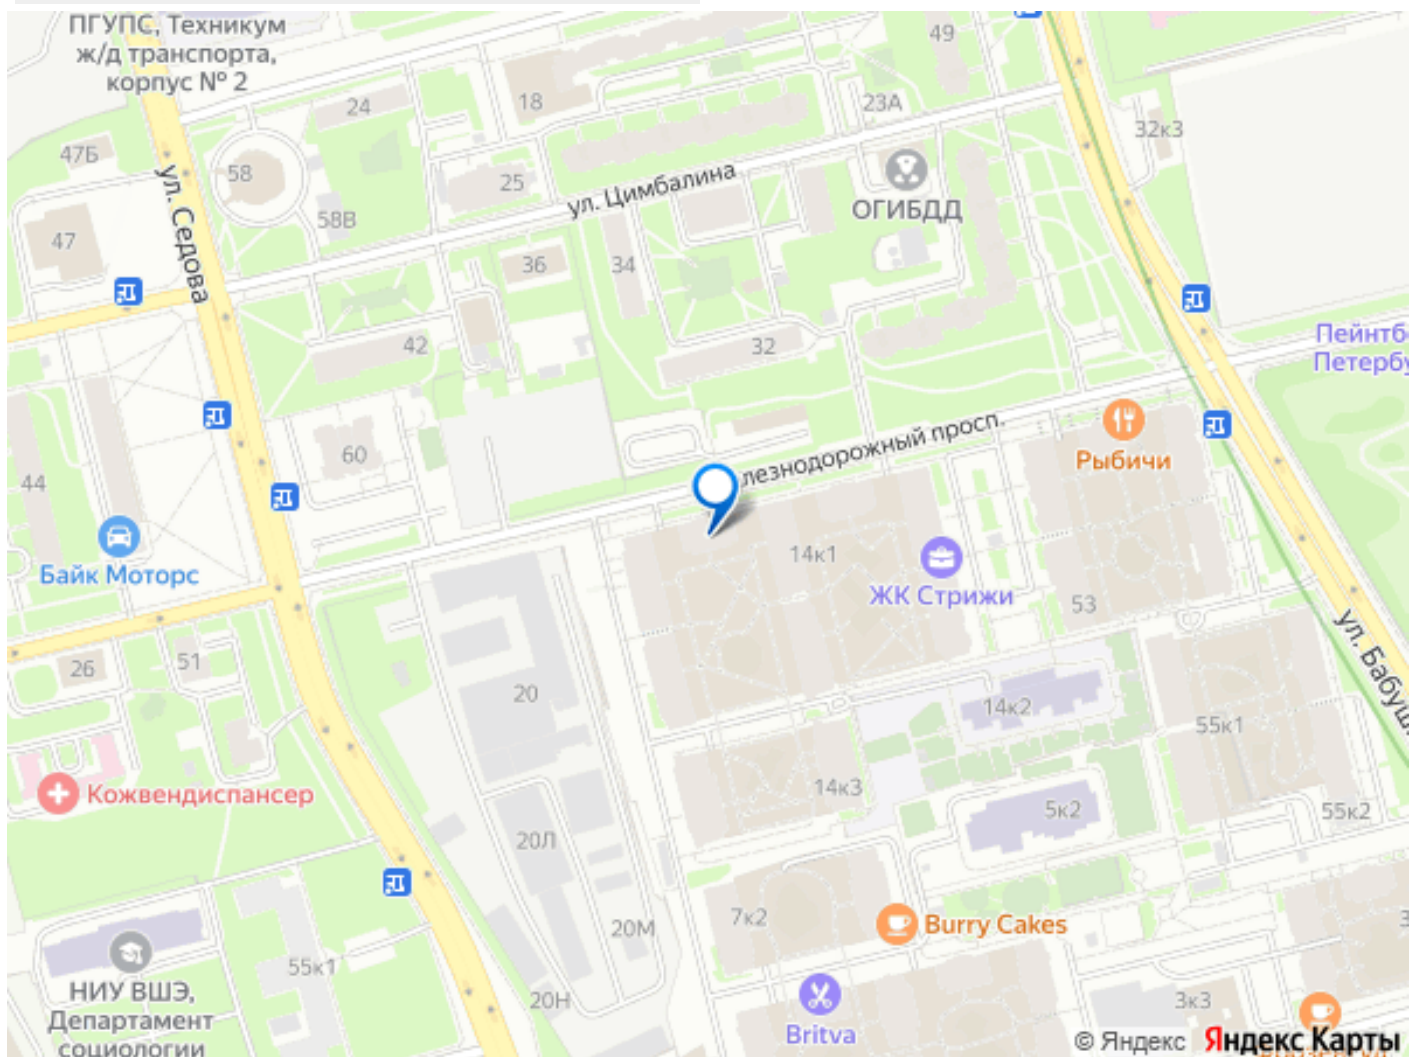 ПГУПС, Техникум
ж/д транспорта,
корпус № 2
49
24
18
23А
32к3
47Б
58
25
ул. Цимбалина
ОГИБДД
ул. Седова
58В
47
36
34
42
32
Пейнтб
Петербу
60
лезнодорожный просп.
Рыбичи
44
Байк Моторс
14к1
ЖК Стрижи
53
ул. Бабуш
26
51
20
14к2
55к1
Кожвендиспансер
14к3
5к2
55к2
20Л
7к2
Burry Cakes
20М
НИУ ВШЭ,
Департамент
социологии
55к1
20Н
Britva
3к3
© Яндекс Яндекс Карты